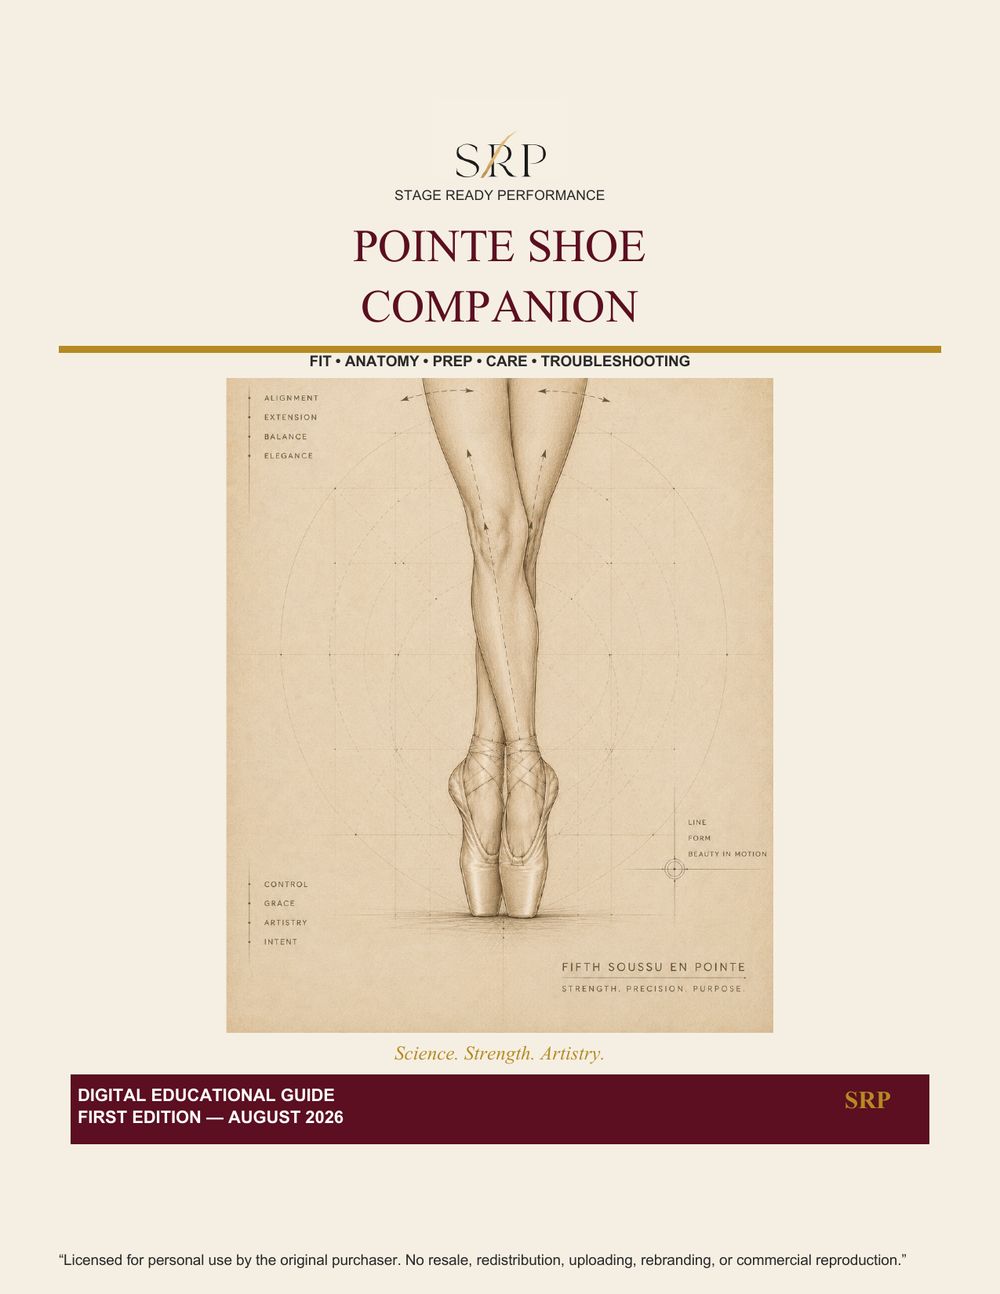 SRP
STAGE READY PERFORMANCE
POINTE SHOE
COMPANION
FIT • ANATOMY • PREP • CARE • TROUBLESHOOTING
ALIGNMENT
EXTENSION
BALANCE
ELEGANCE
LINE
FORM
BEAUTY IN MOTION
CONTROL
GRACE
ARTISTRY
INTENT
FIFTH SOUSSU EN POINTE
STRENGTH. PRECISION. PURPOSE.
Science. Strength. Artistry.
DIGITAL EDUCATIONAL GUIDE
FIRST EDITION — AUGUST 2026
SRP
“Licensed for personal use by the original purchaser. No resale, redistribution, uploading, rebranding, or commercial reproduction.”